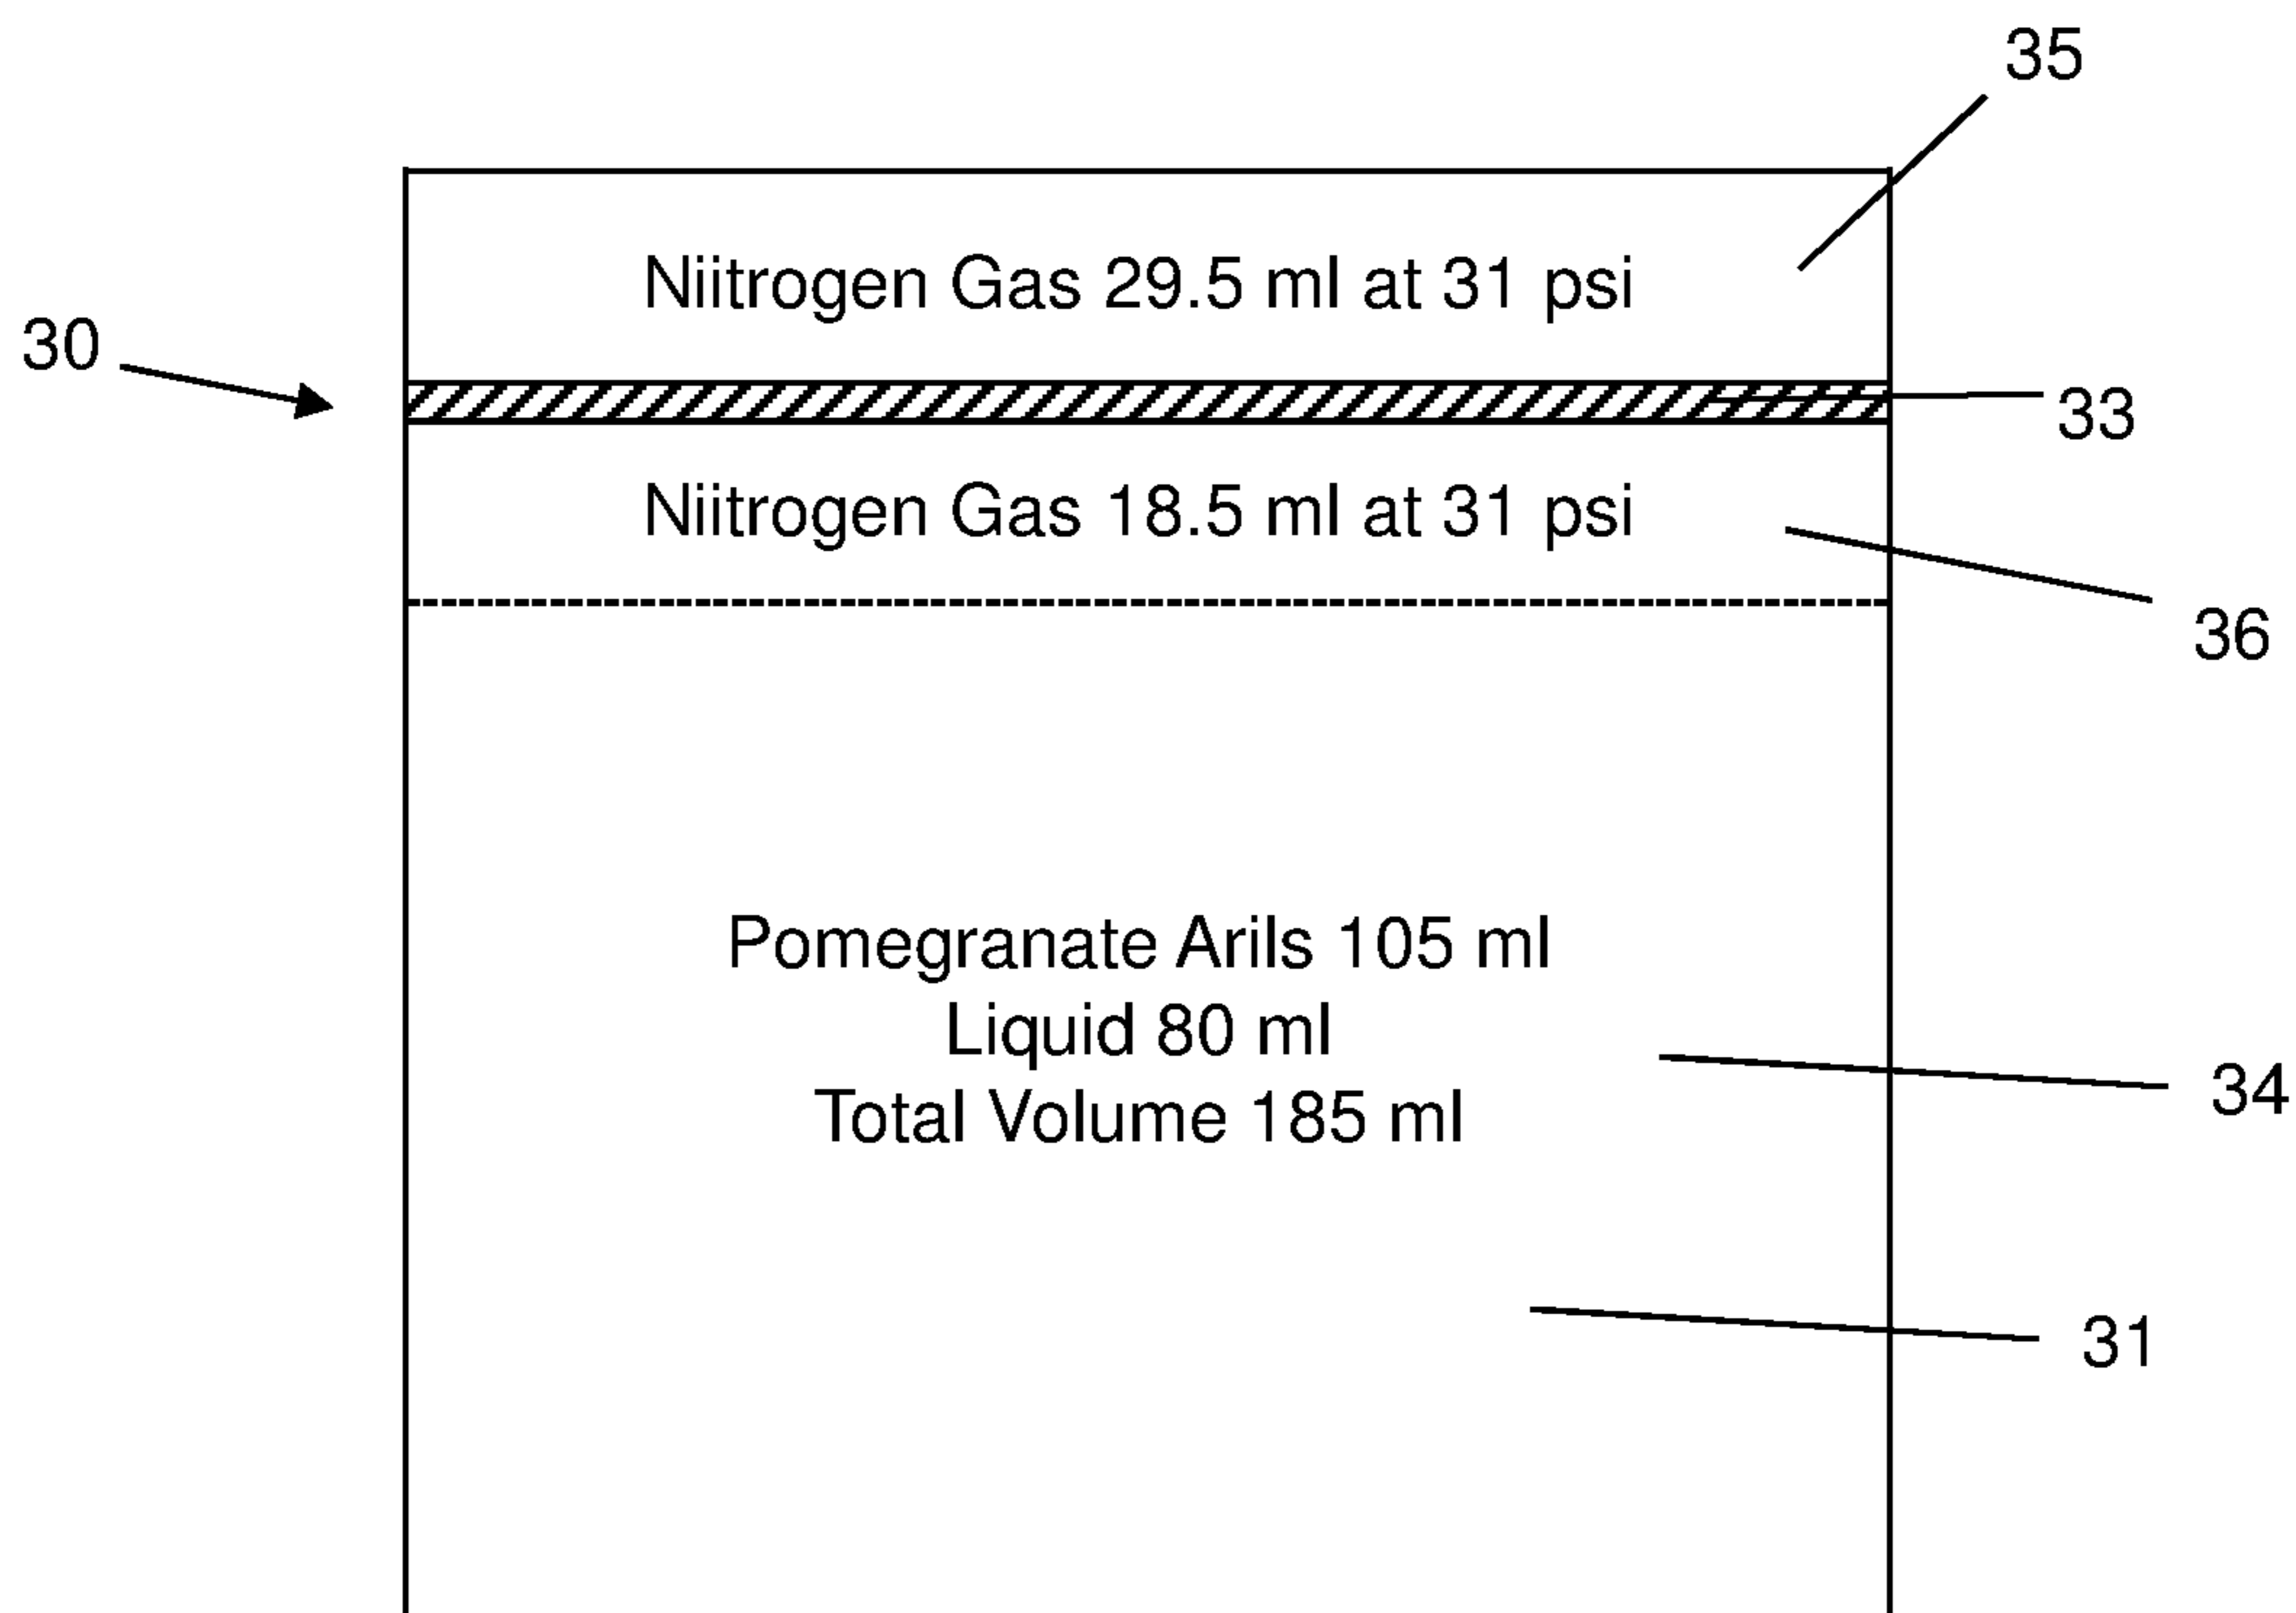 35
Niitrogen Gas 29.5 ml at 31 psi
30
33
Niitrogen Gas 18.5 ml at 31 psi
36
Pomegranate Arils 105 ml
Liquid 80 ml
34
Total Volume 185 ml
31